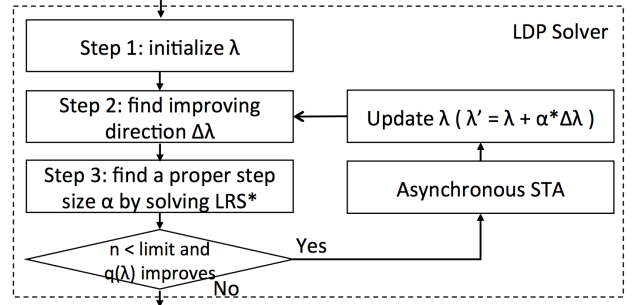 LDP Solver
Step 1: initialize λ
Step 2: find improving
direction Δλ
Update λ ( λ’ = λ + α*Δλ )
Step 3: find a proper step
size α by solving LRS*
Asynchronous STA
n < limit and
q(λ) improves
Yes
No